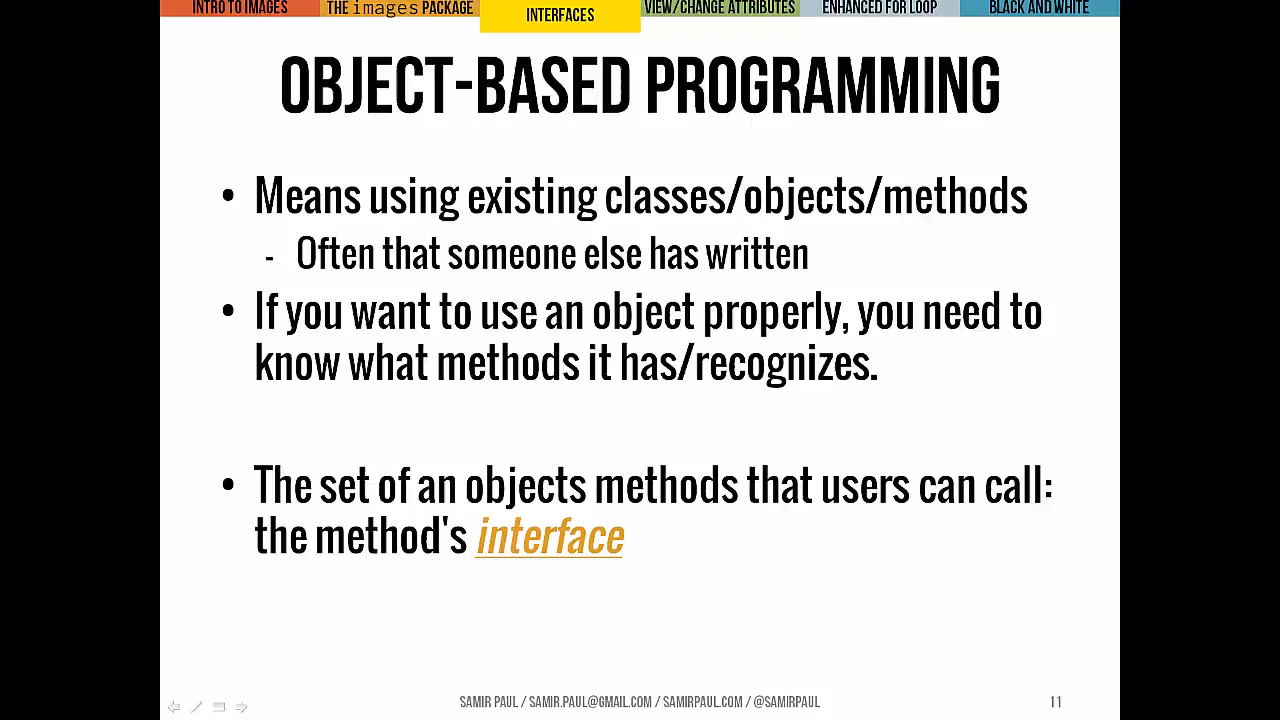 INTRO TO IMAGES
THE images PACKAGE
INTERFACES
VIEW/CHANGE ATTRIBUTES
ENHANCED FOR LOOP
BLACK AND WHITE
OBJECT-BASED PROGRAMMING
• Means using existing classes/objects/methods
- Often that someone else has written
• If you want to use an object properly, you need to
know what methods it has/recognizes.
• The set of an objects methods that users can call:
the method's interface
SAMIR PAUL / SAMIR.PAUL@GMAIL.COM / SAMIRPAUL.COM / @SAMIRPAUL
11